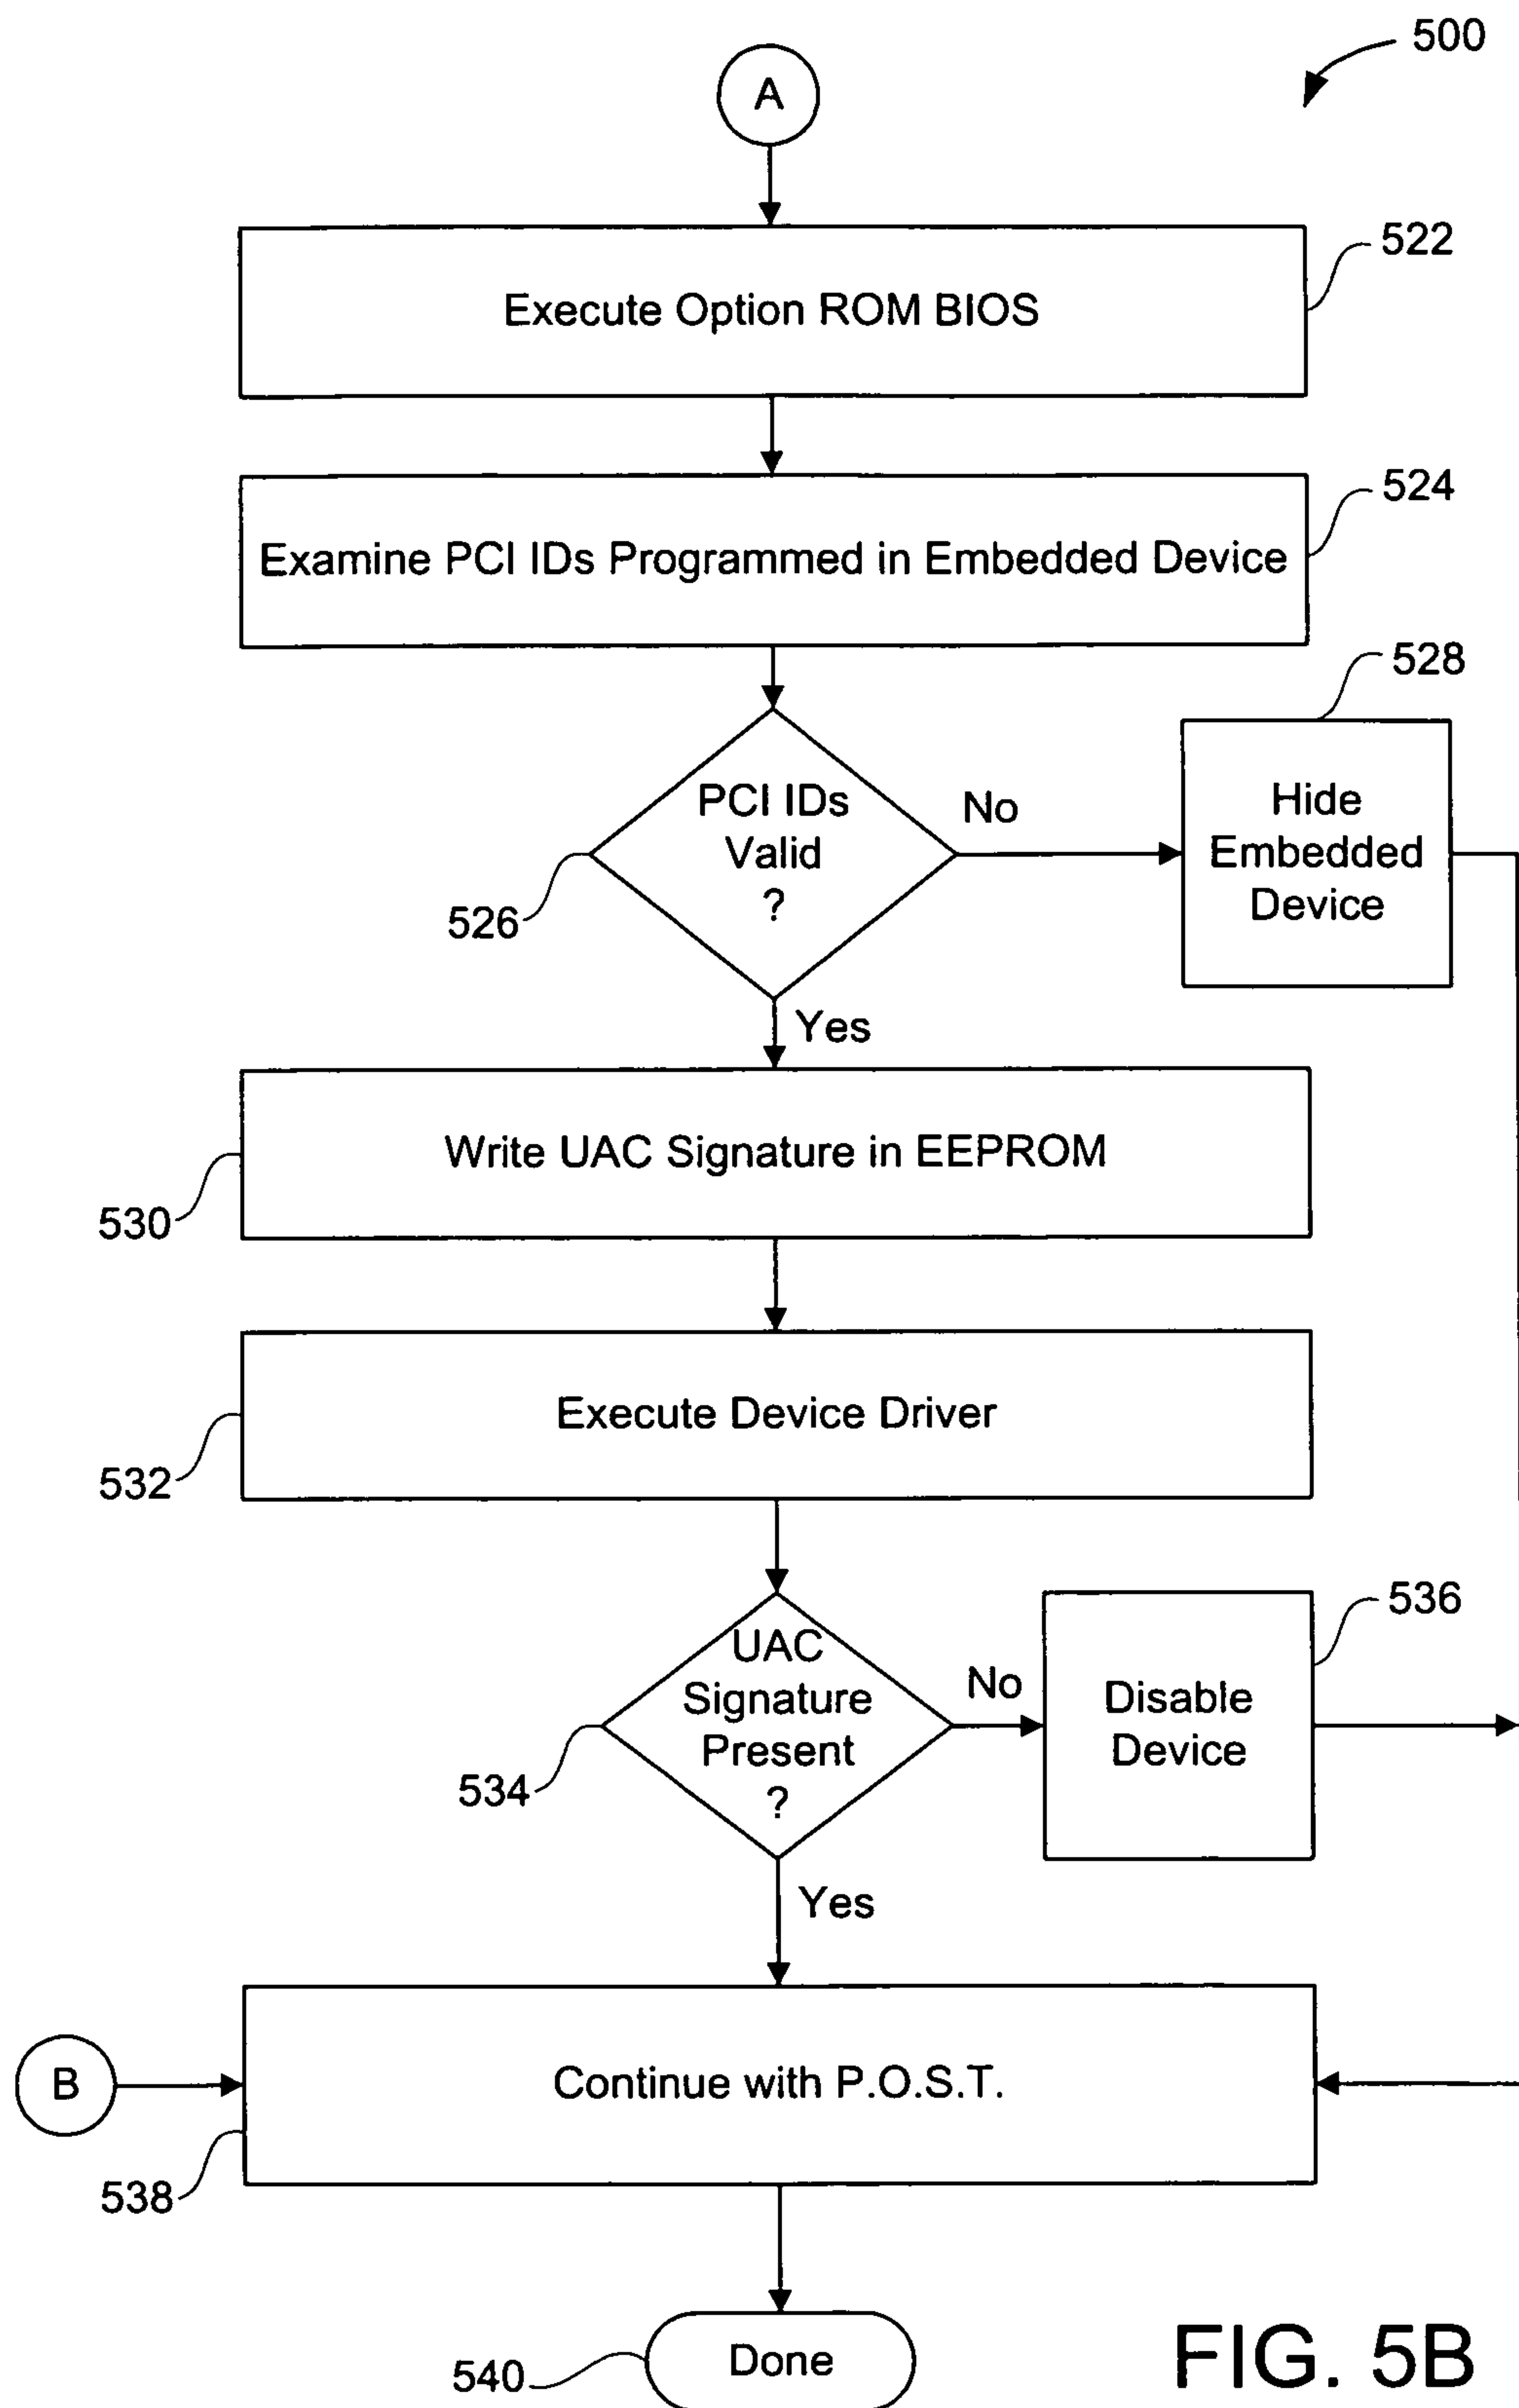 500
A
522
Execute Option ROM BIOS
524
Examine PCI IDs Programmed in Embedded Device
528
PCI IDs
Valid
?
No
Hide
Embedded
Device
526
Yes
Write UAC Signature in EEPROM
530
Execute Device Driver
532
536
UAC
Signature
Present
?
No
Disable
Device
534
Yes
B
Continue with P.O.S.T.
538
Done
540
FIG. 5B